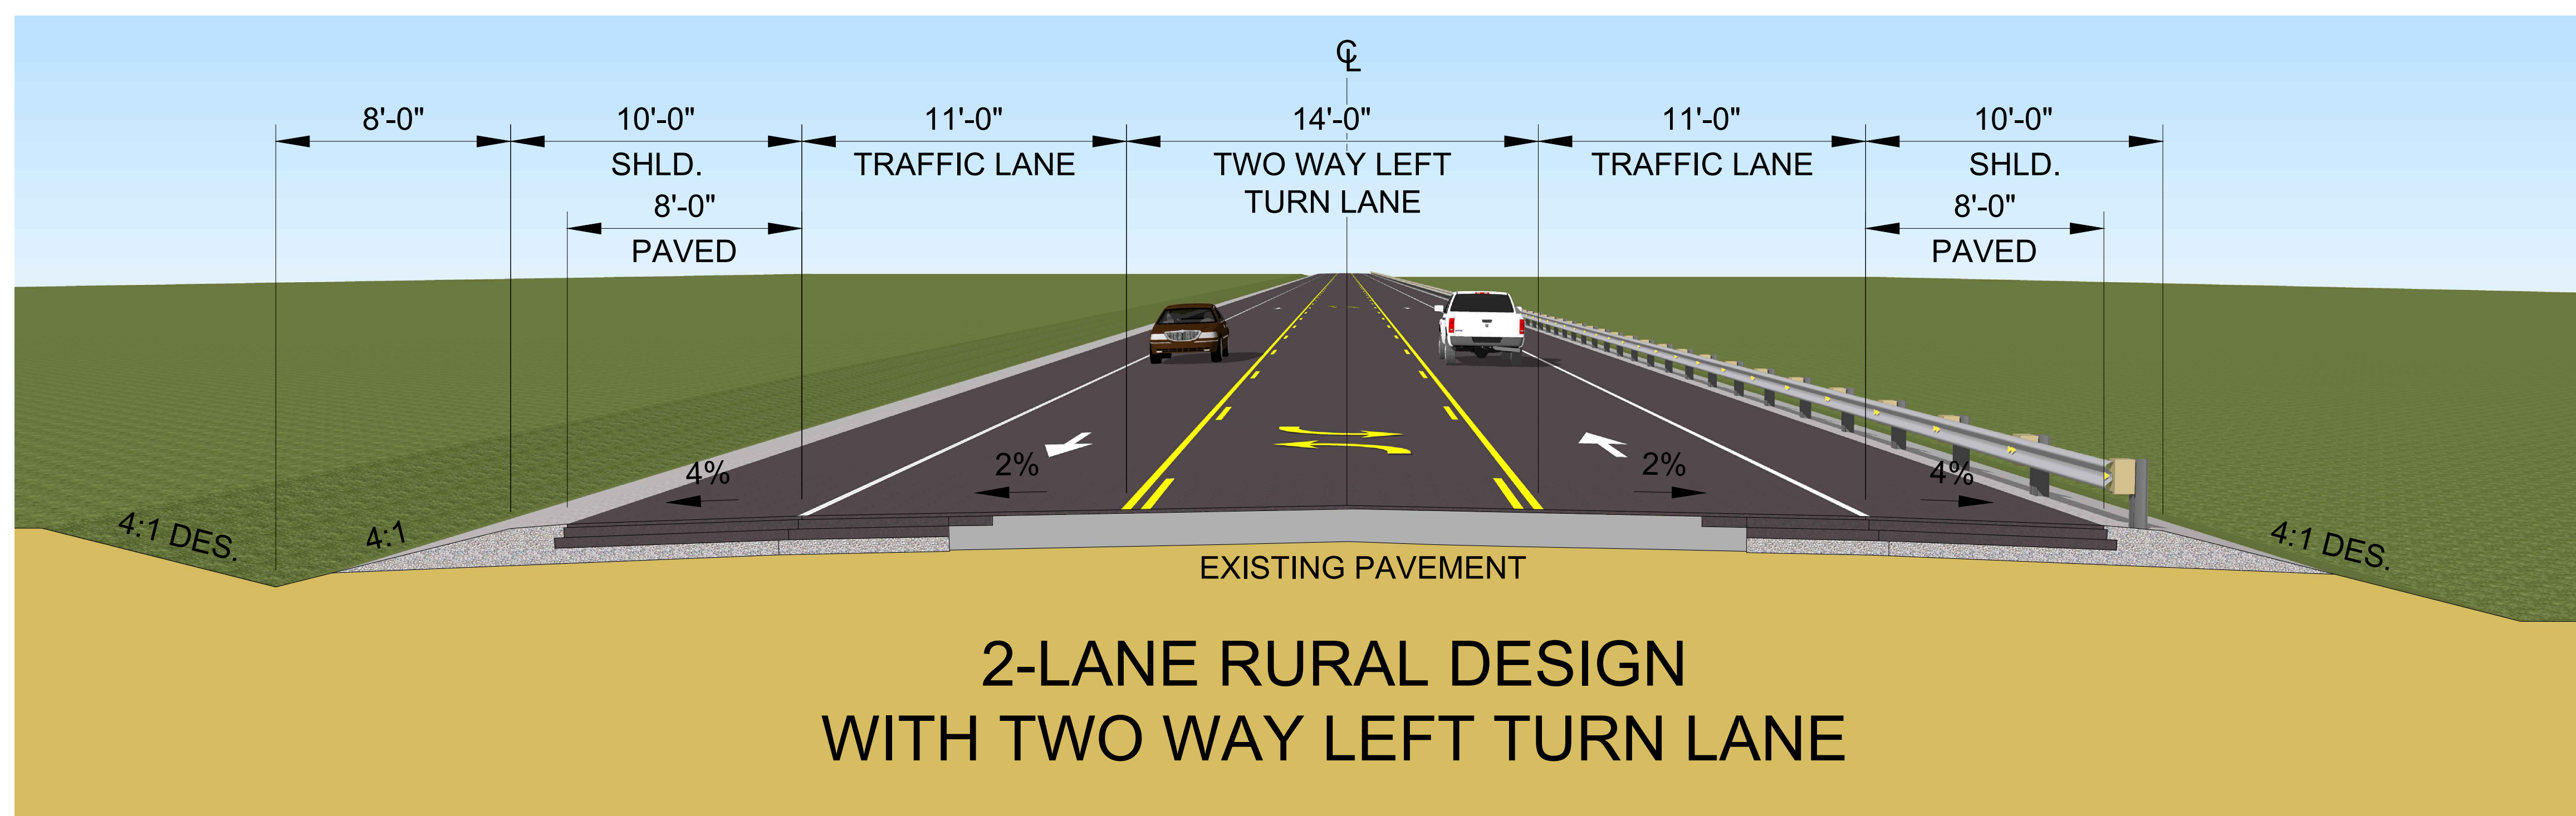 ℄
8'-0"
10'-0"
11'-0"
14'-0"
11'-0"
10'-0"
SHLD.
TRAFFIC LANE
TWO WAY LEFT
TURN LANE
TRAFFIC LANE
SHLD.
8'-0"
PAVED
8'-0"
PAVED
4%
2%
2%
4%
4:1 DES.
4:1
4:1 DES.
EXISTING PAVEMENT
2-LANE RURAL DESIGN
WITH TWO WAY LEFT TURN LANE